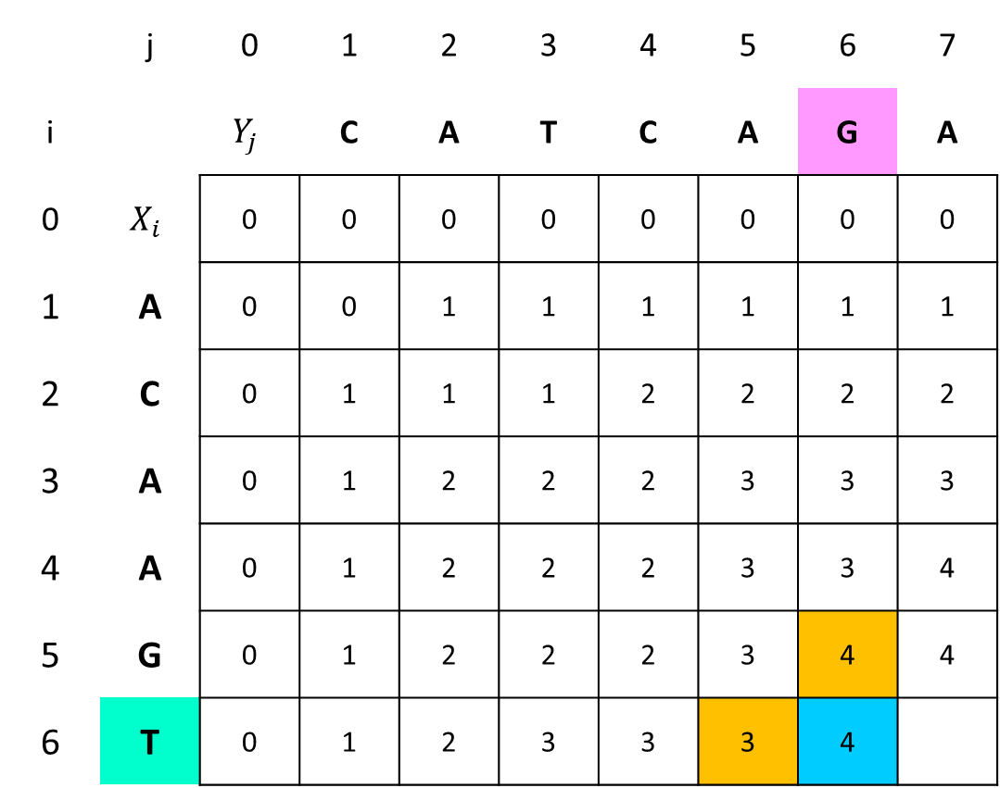 j 0 1 2 3 4 5 6 7
i Yj C A T C A G A
0 Xi 0 0 0 0 0 0 0 0
1 A 0 0 1 1 1 1 1 1
2 C 0 1 1 1 2 2 2 2
3 A 0 1 2 2 2 3 3 3
4 A 0 1 2 2 2 3 3 4
5 G 0 1 2 2 2 3 4 4
6 T 0 1 2 3 3 3 4